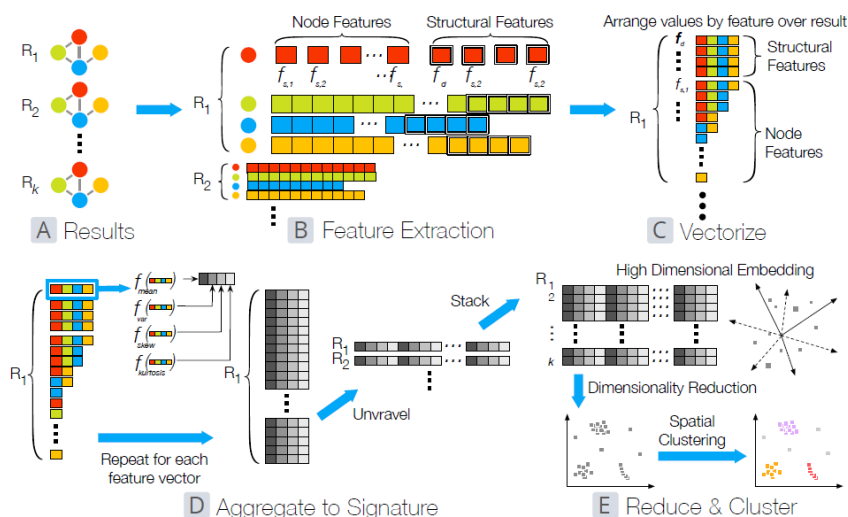 Node Features
Structural Features
R1
R2
Rk
A Results
R1
fs,1
fs,2
fs,
fd
fs,2
fs,2
R2
B Feature Extraction
Arrange values by feature over result
fd
Structural
Features
fs,1
R1
Node
Features
C Vectorize
R1
fmean
fvar
fskew
fkurtosis
Repeat for each
feature vector
R1
Unravel
R1
R2
Stack
D Aggregate to Signature
High Dimensional Embedding
R1
2
k
Dimensionality Reduction
Spatial
Clustering
E Reduce & Cluster